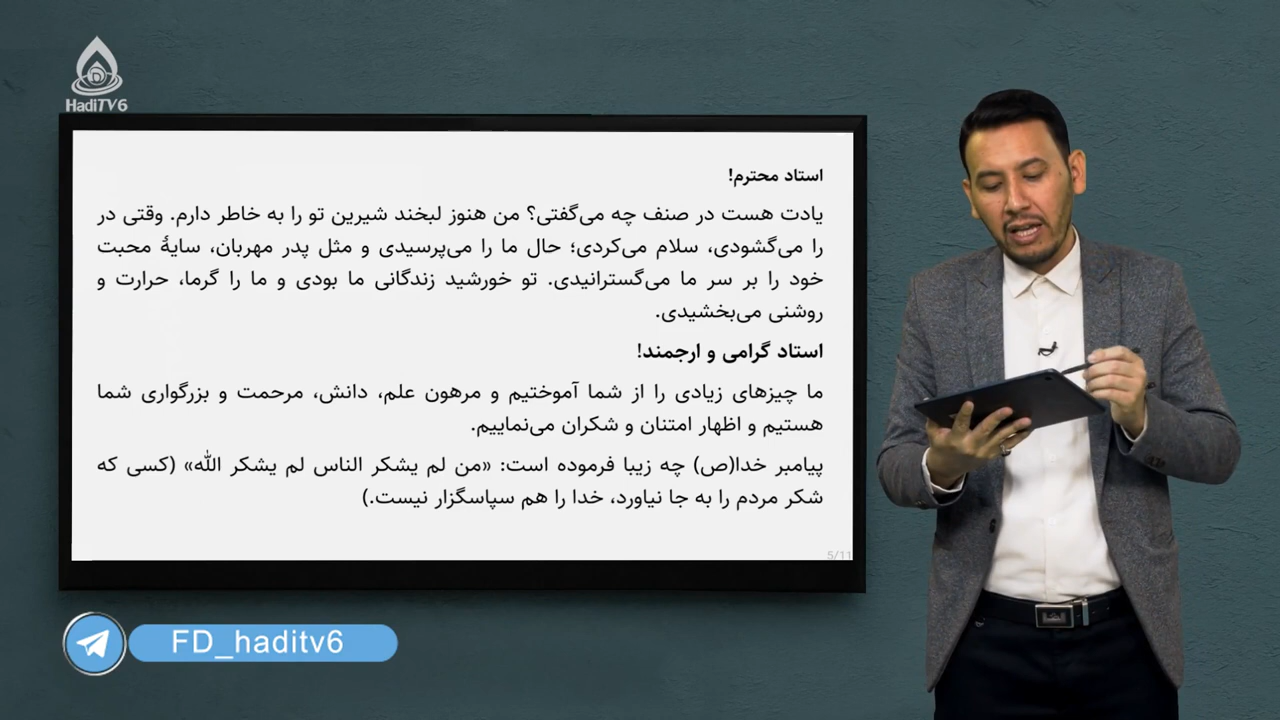 HadiTV6
استاد محترم!
یادت هست در صنف چه می‌گفتی؟ من هنوز لبخند شیرین تو را به خاطر دارم. وقتی در
را می‌گشودی، سلام می‌کردی؛ حال ما را می‌پرسیدی و مثل پدر مهربان، سایۀ محبت
خود را بر سر ما می‌گسترانیدی. تو خورشید زندگانی ما بودی و ما را گرما، حرارت و
روشنی می‌بخشیدی.
استاد گرامی و ارجمند!
ما چیزهای زیادی را از شما آموختیم و مرهون علم، دانش، مرحمت و بزرگواری شما
هستیم و اظهار امتنان و شکران می‌نماییم.
پیامبر خدا(ص) چه زیبا فرموده است: «من لم یشکر الناس لم یشکر الله» (کسی که
شکر مردم را به جا نیاورد، خدا را هم سپاسگزار نیست.)
5/11
FD_haditv6